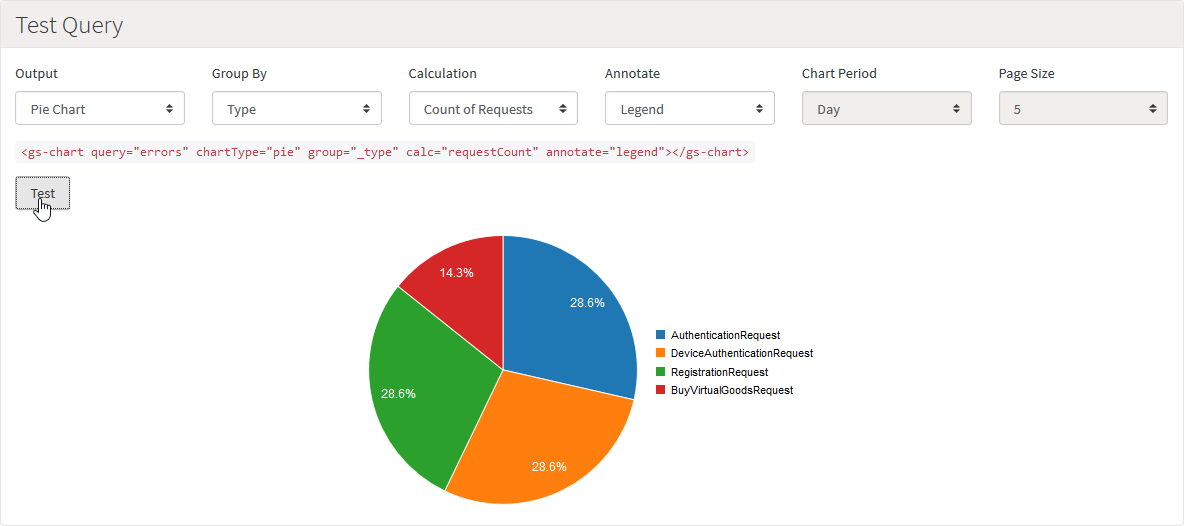 Test Query
Output Group By Calculation Annotate Chart Period Page Size
Pie Chart Type Count of Requests Legend Day 5
<gs-chart query="errors" chartType="pie" group="_type" calc="requestCount" annotate="legend"></gs-chart>
Test
14.3%
28.6%
AuthenticationRequest
DeviceAuthenticationRequest
RegistrationRequest
BuyVirtualGoodsRequest
28.6%
28.6%